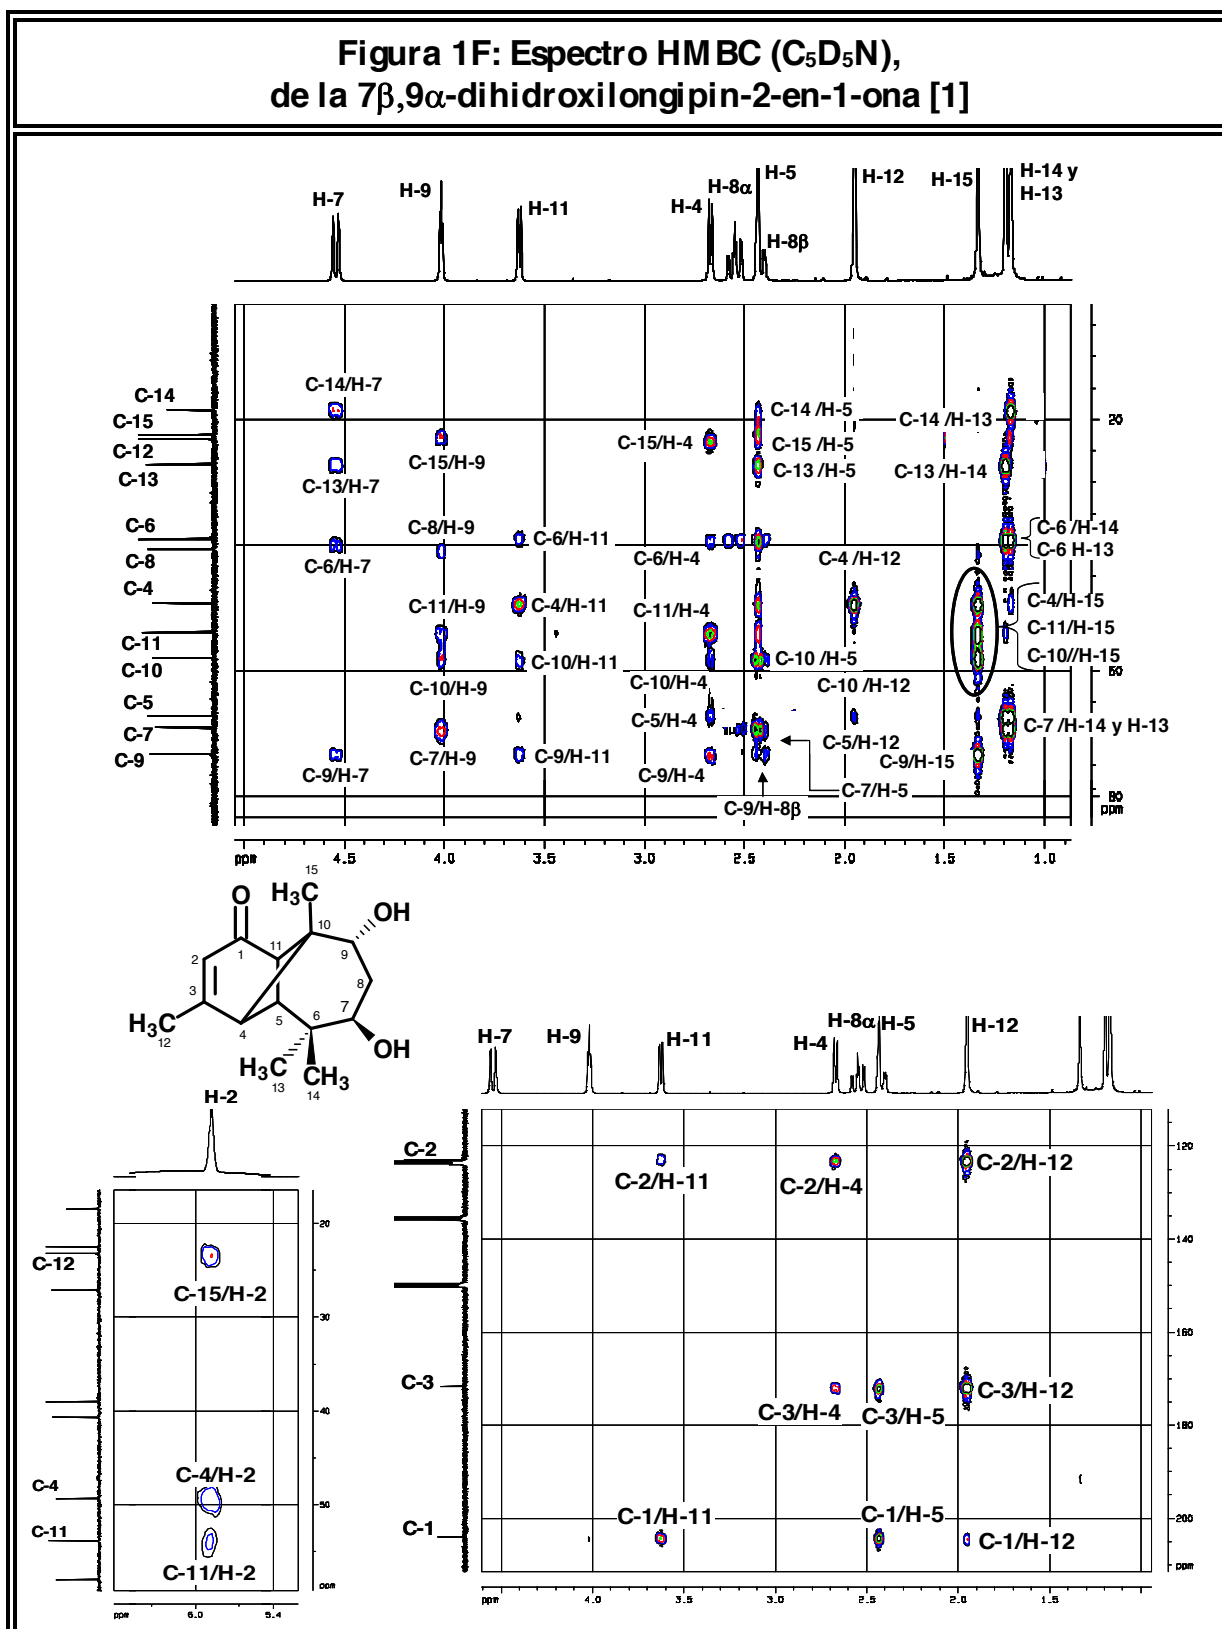 Figura 1F: Espectro HMBC (C₅D₅N),
de la 7β,9α-dihidroxilongipin-2-en-1-ona [1]
H-7
H-9
H-11
H-4
H-8α
H-5
H-8β
H-12
H-15
H-14 y
H-13
C-14
C-15
C-12
C-13
C-6
C-8
C-4
C-11
C-10
C-5
C-7
C-9
C-14/H-7
C-14 /H-5
C-14 /H-13
20
C-15/H-9
C-15/H-4
C-15 /H-5
C-13/H-7
C-13 /H-5
C-13 /H-14
C-8/H-9
C-6/H-11
C-6 /H-14
C-6 H-13
C-6/H-7
C-6/H-4
C-4 /H-12
C-11/H-9
C-4/H-11
C-11/H-4
C-4/H-15
C-11/H-15
C-10//H-15
C-10/H-11
C-10 /H-5
C-10/H-9
C-10/H-4
C-10 /H-12
C-5/H-4
C-5/H-12
C-7 /H-14 y H-13
C-9/H-7
C-7/H-9
C-9/H-11
C-9/H-4
C-9/H-15
C-7/H-5
C-9/H-8β
ppm
ppm 4.5 4.0 3.5 3.0 2.5 2.0 1.5 1.0
O
H₃C
15
OH
10
11
1
2
9
8
3
7
4
5
6
H₃C
12
OH
H₃C
13
CH₃
14
H-2
C-12
C-4
C-11
C-15/H-2
C-4/H-2
C-11/H-2
20
30
40
50
ppm
ppm 6.0 5.4
H-7
H-9
H-11
H-4
H-8α
H-5
H-12
C-2
C-3
C-1
C-2/H-11
C-2/H-4
C-2/H-12
C-3/H-4
C-3/H-5
C-3/H-12
C-1/H-11
C-1/H-5
C-1/H-12
120
140
160
180
200
ppm
ppm 4.0 3.5 3.0 2.5 2.0 1.5